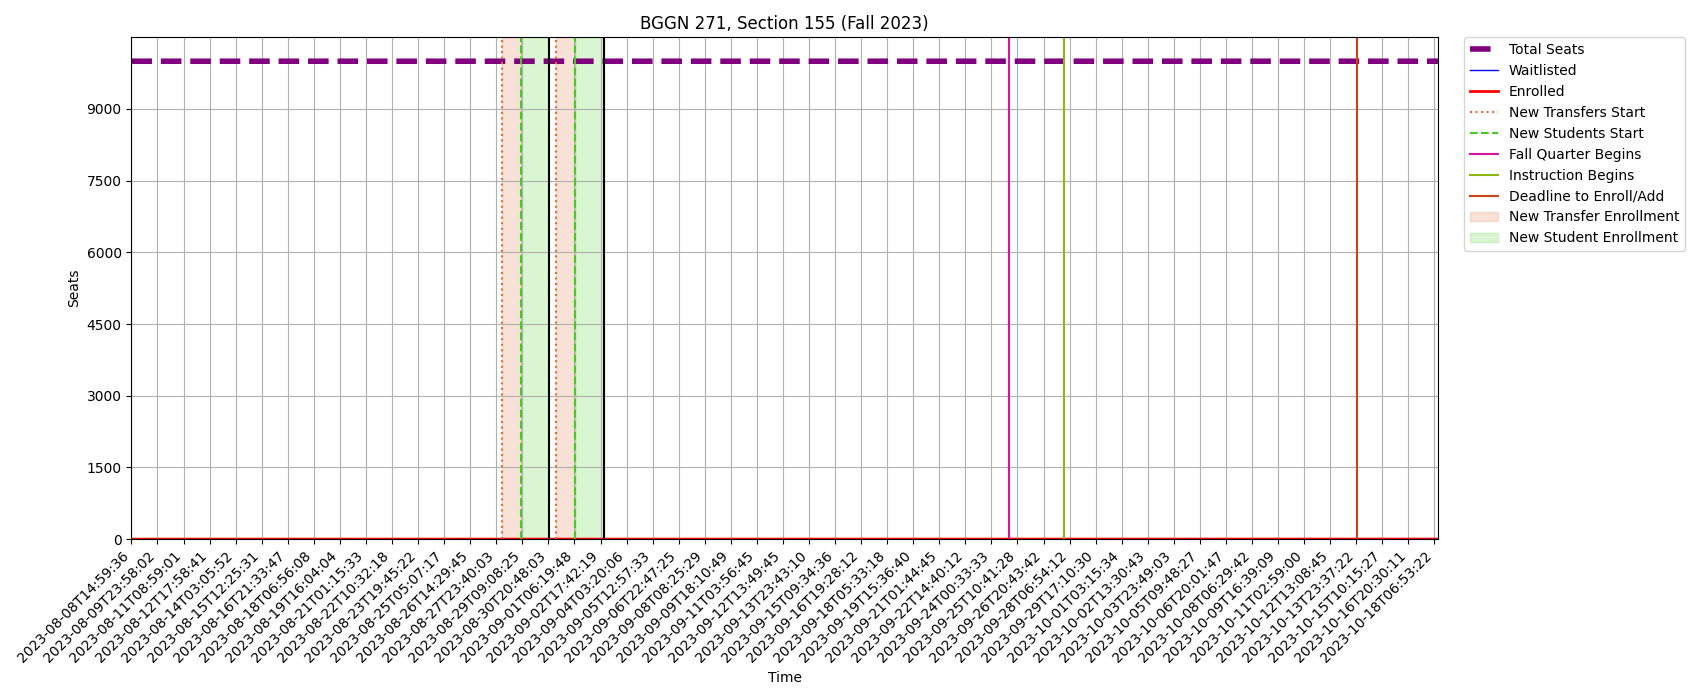 BGGN 271, Section 155 (Fall 2023)
Total Seats
Waitlisted
Enrolled
New Transfers Start
New Students Start
Fall Quarter Begins
Instruction Begins
Deadline to Enroll/Add
New Transfer Enrollment
New Student Enrollment
Seats
9000
7500
6000
4500
3000
1500
0
2023-08-08T14:59:36
2023-08-09T23:58:02
2023-08-11T08:59:01
2023-08-12T17:58:41
2023-08-14T03:05:52
2023-08-15T12:25:31
2023-08-16T21:33:47
2023-08-18T06:56:08
2023-08-19T16:04:04
2023-08-21T01:15:33
2023-08-22T10:32:18
2023-08-23T19:45:22
2023-08-25T05:07:17
2023-08-26T14:29:45
2023-08-27T23:40:03
2023-08-29T09:08:25
2023-08-30T20:48:03
2023-09-01T06:19:48
2023-09-02T17:42:19
2023-09-04T03:20:06
2023-09-05T12:57:33
2023-09-06T22:47:25
2023-09-08T08:25:29
2023-09-09T18:10:49
2023-09-11T03:56:45
2023-09-12T13:49:45
2023-09-13T23:43:10
2023-09-15T09:34:36
2023-09-16T19:28:12
2023-09-18T05:33:18
2023-09-19T15:36:40
2023-09-21T01:44:45
2023-09-22T14:40:12
2023-09-24T00:33:33
2023-09-25T10:41:28
2023-09-26T20:43:42
2023-09-28T06:54:12
2023-09-29T17:10:30
2023-10-01T03:15:34
2023-10-02T13:30:43
2023-10-03T23:49:03
2023-10-05T09:48:27
2023-10-06T20:01:47
2023-10-08T06:29:42
2023-10-09T16:39:09
2023-10-11T02:59:00
2023-10-12T13:08:45
2023-10-13T23:37:22
2023-10-15T10:15:27
2023-10-16T20:30:11
2023-10-18T06:53:22
Time